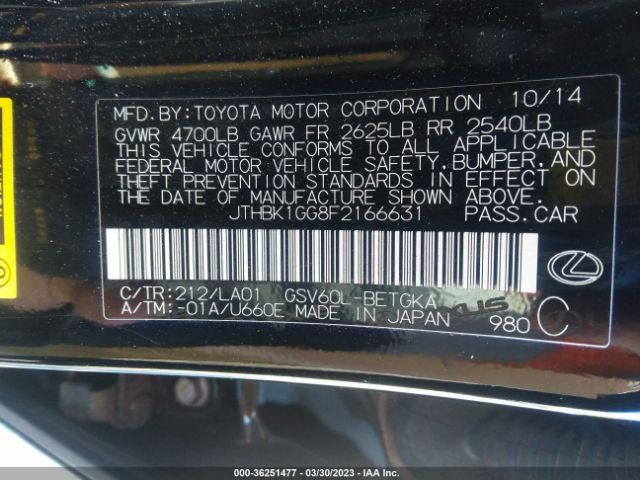 MFD.BY:TOYOTA MOTOR CORPORATION 10/14
GVWR 4700LB GAWR FR 2625LB RR 2540LB
THIS VEHICLE CONFORMS TO ALL APPLICABLE
FEDERAL MOTOR VEHICLE SAFETY,BUMPER,AND
THEFT PREVENTION STANDARDS IN EFFECT ON
THE DATE OF MANUFACTURE SHOWN ABOVE.
JTHBK1GG8F2166631 PASS.CAR
C/TR:212/LA01 GSV60L-BETGKA
A/TM:-01A/U660E MADE IN JAPAN 980 C
000-36251477 - 03/30/2023 - IAA Inc.